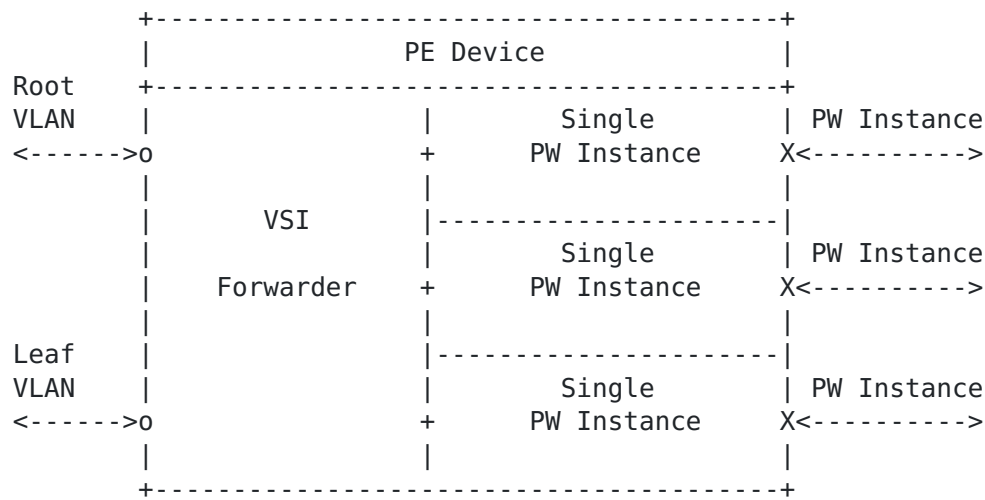 PE Device
Root
VLAN Single PW Instance
PW Instance
VSI
Single PW Instance
Forwarder PW Instance
Leaf
VLAN Single PW Instance
PW Instance